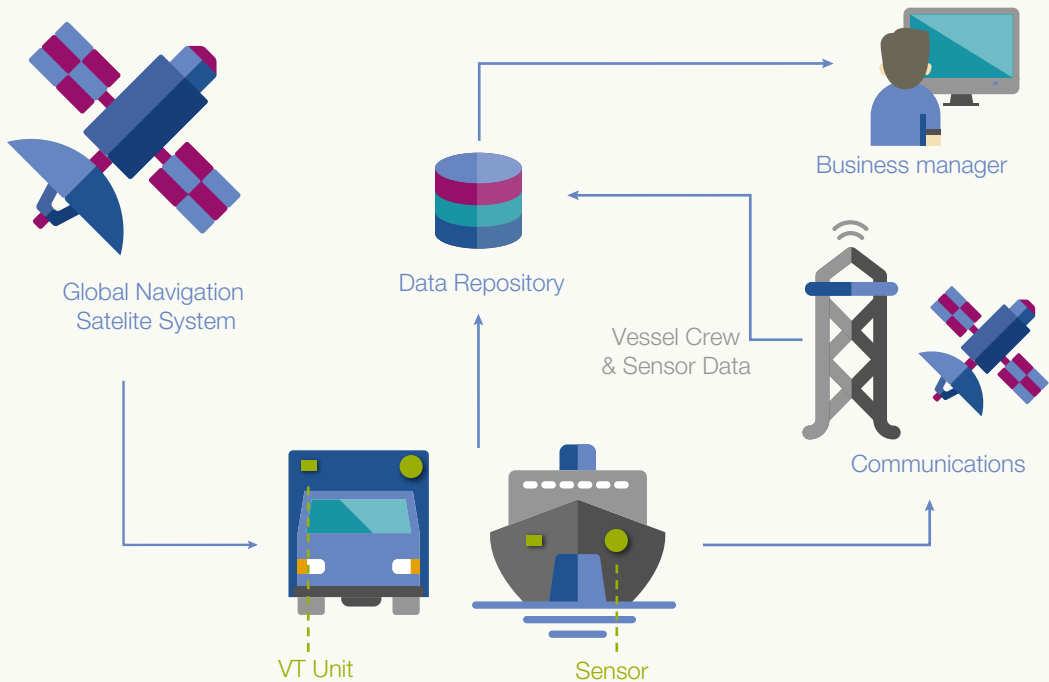 Business manager
Global Navigation
Satelite System
Data Repository
Vessel Crew
& Sensor Data
Communications
VT Unit
Sensor